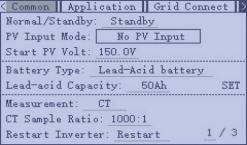 < Common Application Grid Connect >
Normal/Standby: Standby
PV Input Mode: No PV Input
Start PV Volt: 150.0V
Battery Type: Lead-Acid battery
Lead-acid Capacity: 50Ah SET
Measurement: CT
CT Sample Ratio: 1000:1
Restart Inverter: Restart 1 / 3